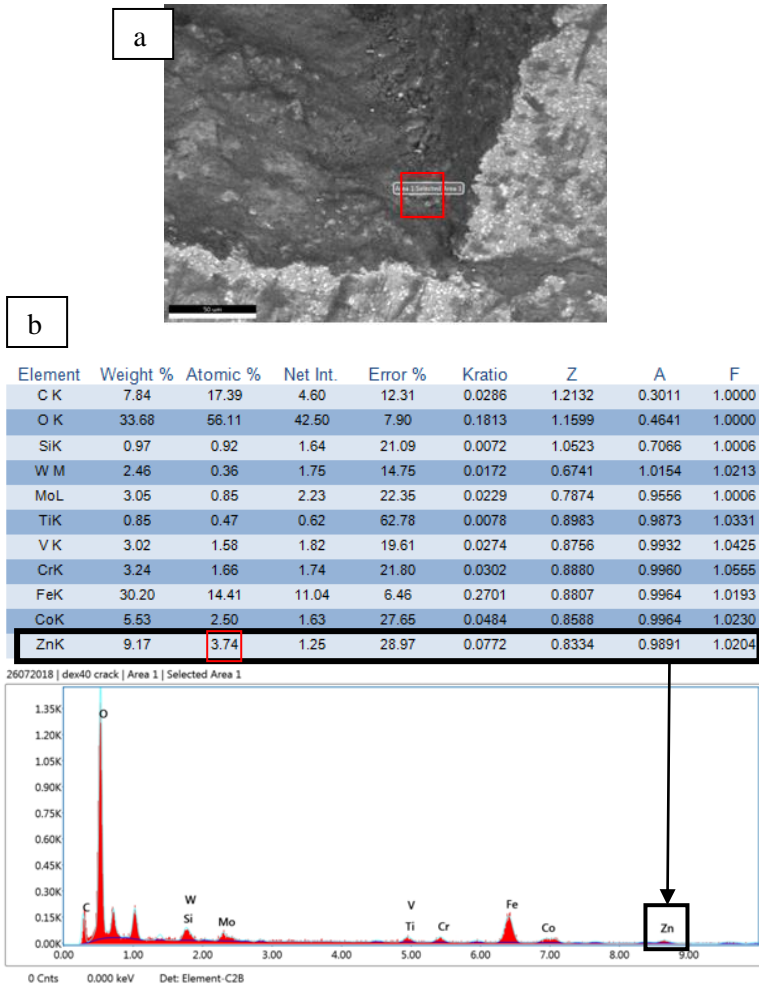 a
Area 1 | Selected Area 1
50 um
b
Element Weight % Atomic % Net Int. Error % Kratio Z A F
C K 7.84 17.39 4.60 12.31 0.0286 1.2132 0.3011 1.0000
O K 33.68 56.11 42.50 7.90 0.1813 1.1599 0.4641 1.0000
SiK 0.97 0.92 1.64 21.09 0.0072 1.0523 0.7066 1.0006
W M 2.46 0.36 1.75 14.75 0.0172 0.6741 1.0154 1.0213
MoL 3.05 0.85 2.23 22.35 0.0229 0.7874 0.9556 1.0006
TiK 0.85 0.47 0.62 62.78 0.0078 0.8983 0.9873 1.0331
V K 3.02 1.58 1.82 19.61 0.0274 0.8756 0.9932 1.0425
CrK 3.24 1.66 1.74 21.80 0.0302 0.8880 0.9960 1.0555
FeK 30.20 14.41 11.04 6.46 0.2701 0.8807 0.9964 1.0193
CoK 5.53 2.50 1.63 27.65 0.0484 0.8588 0.9964 1.0230
ZnK 9.17 3.74 1.25 28.97 0.0772 0.8334 0.9891 1.0204
26072018 | dex40 crack | Area 1 | Selected Area 1
1.35K
O
1.20K
1.05K
0.90K
0.75K
0.60K
0.45K
0.30K
C W V Fe
0.15K
Si Mo Ti Cr Co Zn
0.00K
0.00 1.00 2.00 3.00 4.00 5.00 6.00 7.00 8.00 9.00
0 Cnts 0.000 keV Det: Element-C2B